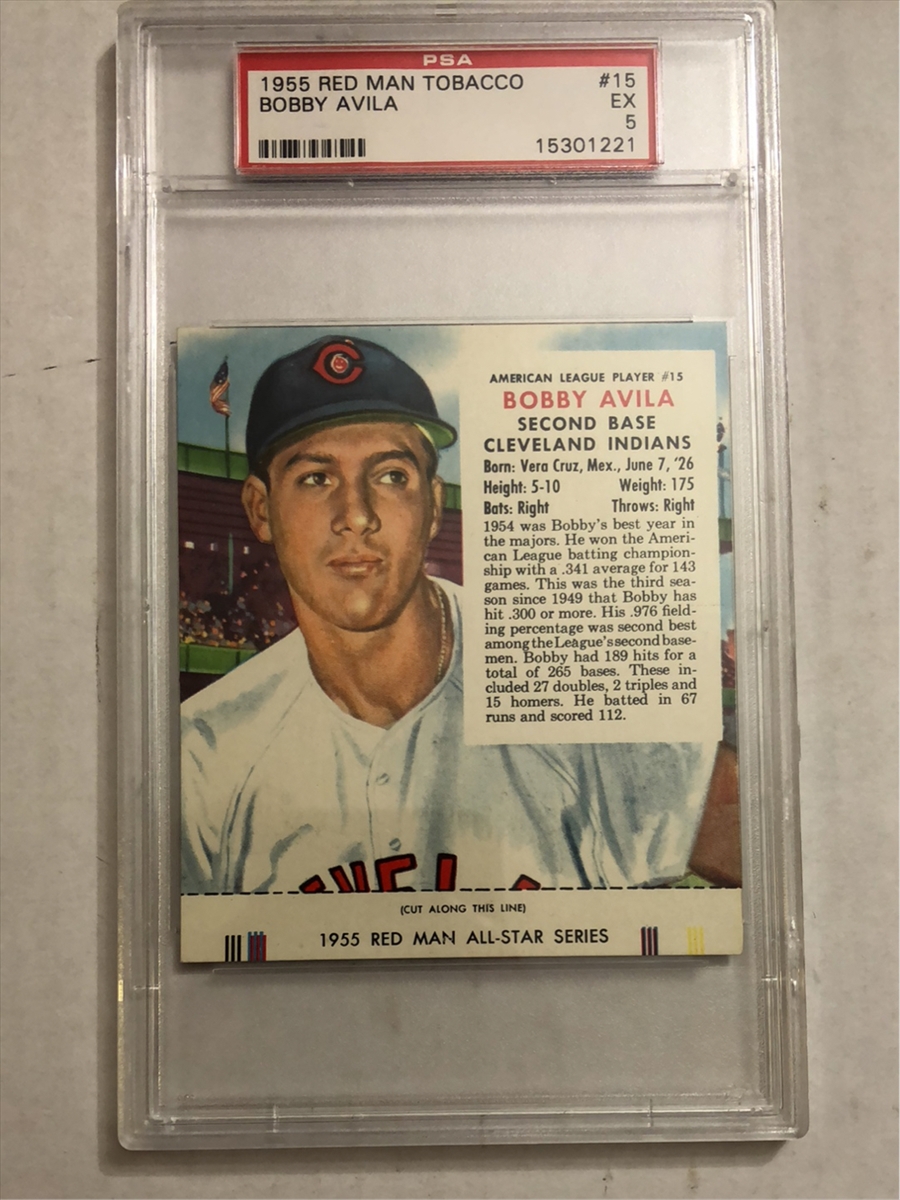 PSA
1955 RED MAN TOBACCO #15
BOBBY AVILA EX
5
15301221
C
AMERICAN LEAGUE PLAYER #15
BOBBY AVILA
SECOND BASE
CLEVELAND INDIANS
Born: Vera Cruz, Mex., June 7, '26
Height: 5-10 Weight: 175
Bats: Right Throws: Right
1954 was Bobby's best year in
the majors. He won the Ameri-
can League batting champion-
ship with a .341 average for 143
games. This was the third sea-
son since 1949 that Bobby has
hit .300 or more. His .976 field-
ing percentage was second best
among the League's second base-
men. Bobby had 189 hits for a
total of 265 bases. These in-
cluded 27 doubles, 2 triples and
15 homers. He batted in 67
runs and scored 112.
(CUT ALONG THIS LINE)
1955 RED MAN ALL-STAR SERIES